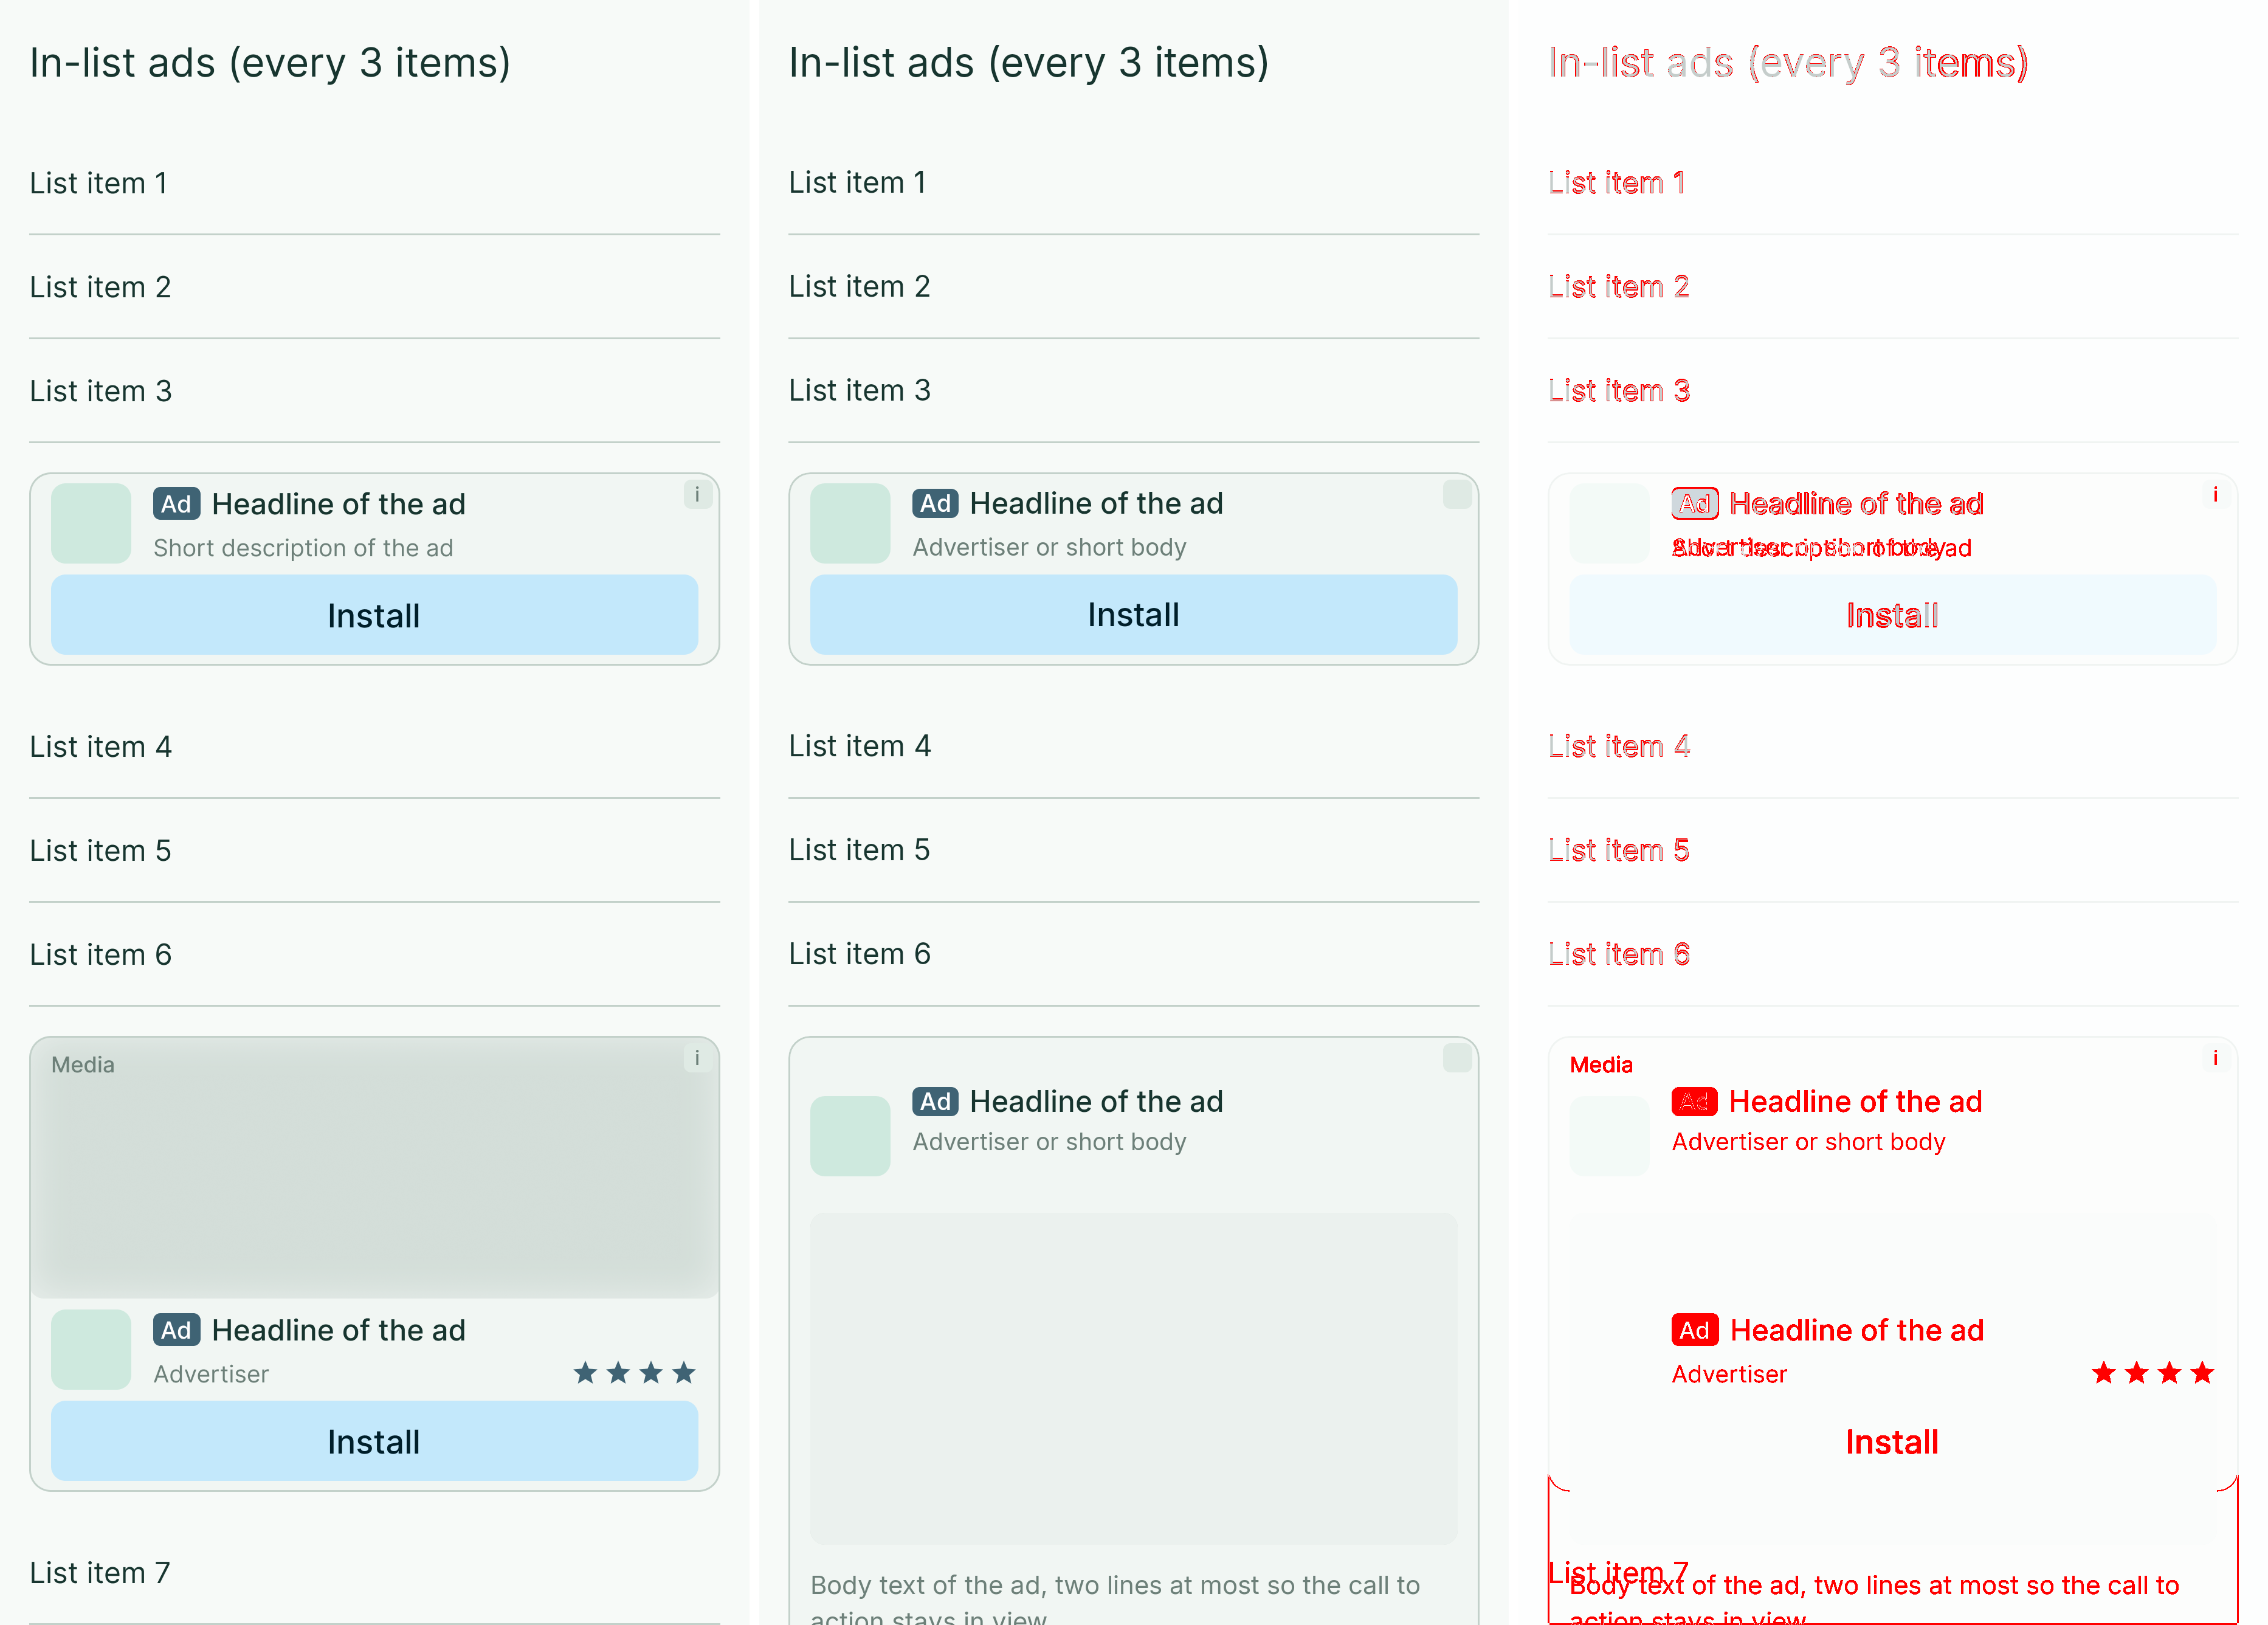 In-list ads (every 3 items)
List item 1
List item 2
List item 3
Ad Headline of the ad
i
Short description of the ad
Install
List item 4
List item 5
List item 6
Media
i
Ad Headline of the ad
Advertiser
Install
List item 7
In-list ads (every 3 items)
List item 1
List item 2
List item 3
Ad Headline of the ad
Advertiser or short body
Install
List item 4
List item 5
List item 6
Ad Headline of the ad
Advertiser or short body
Body text of the ad, two lines at most so the call to
action stays in view
In-list ads (every 3 items)
List item 1
List item 2
List item 3
Ad Headline of the ad
i
Install
List item 4
List item 5
List item 6
Media
i
Ad Headline of the ad
Advertiser or short body
Ad Headline of the ad
Advertiser
Install
List item 7
Body text of the ad, two lines at most so the call to
action stays in view